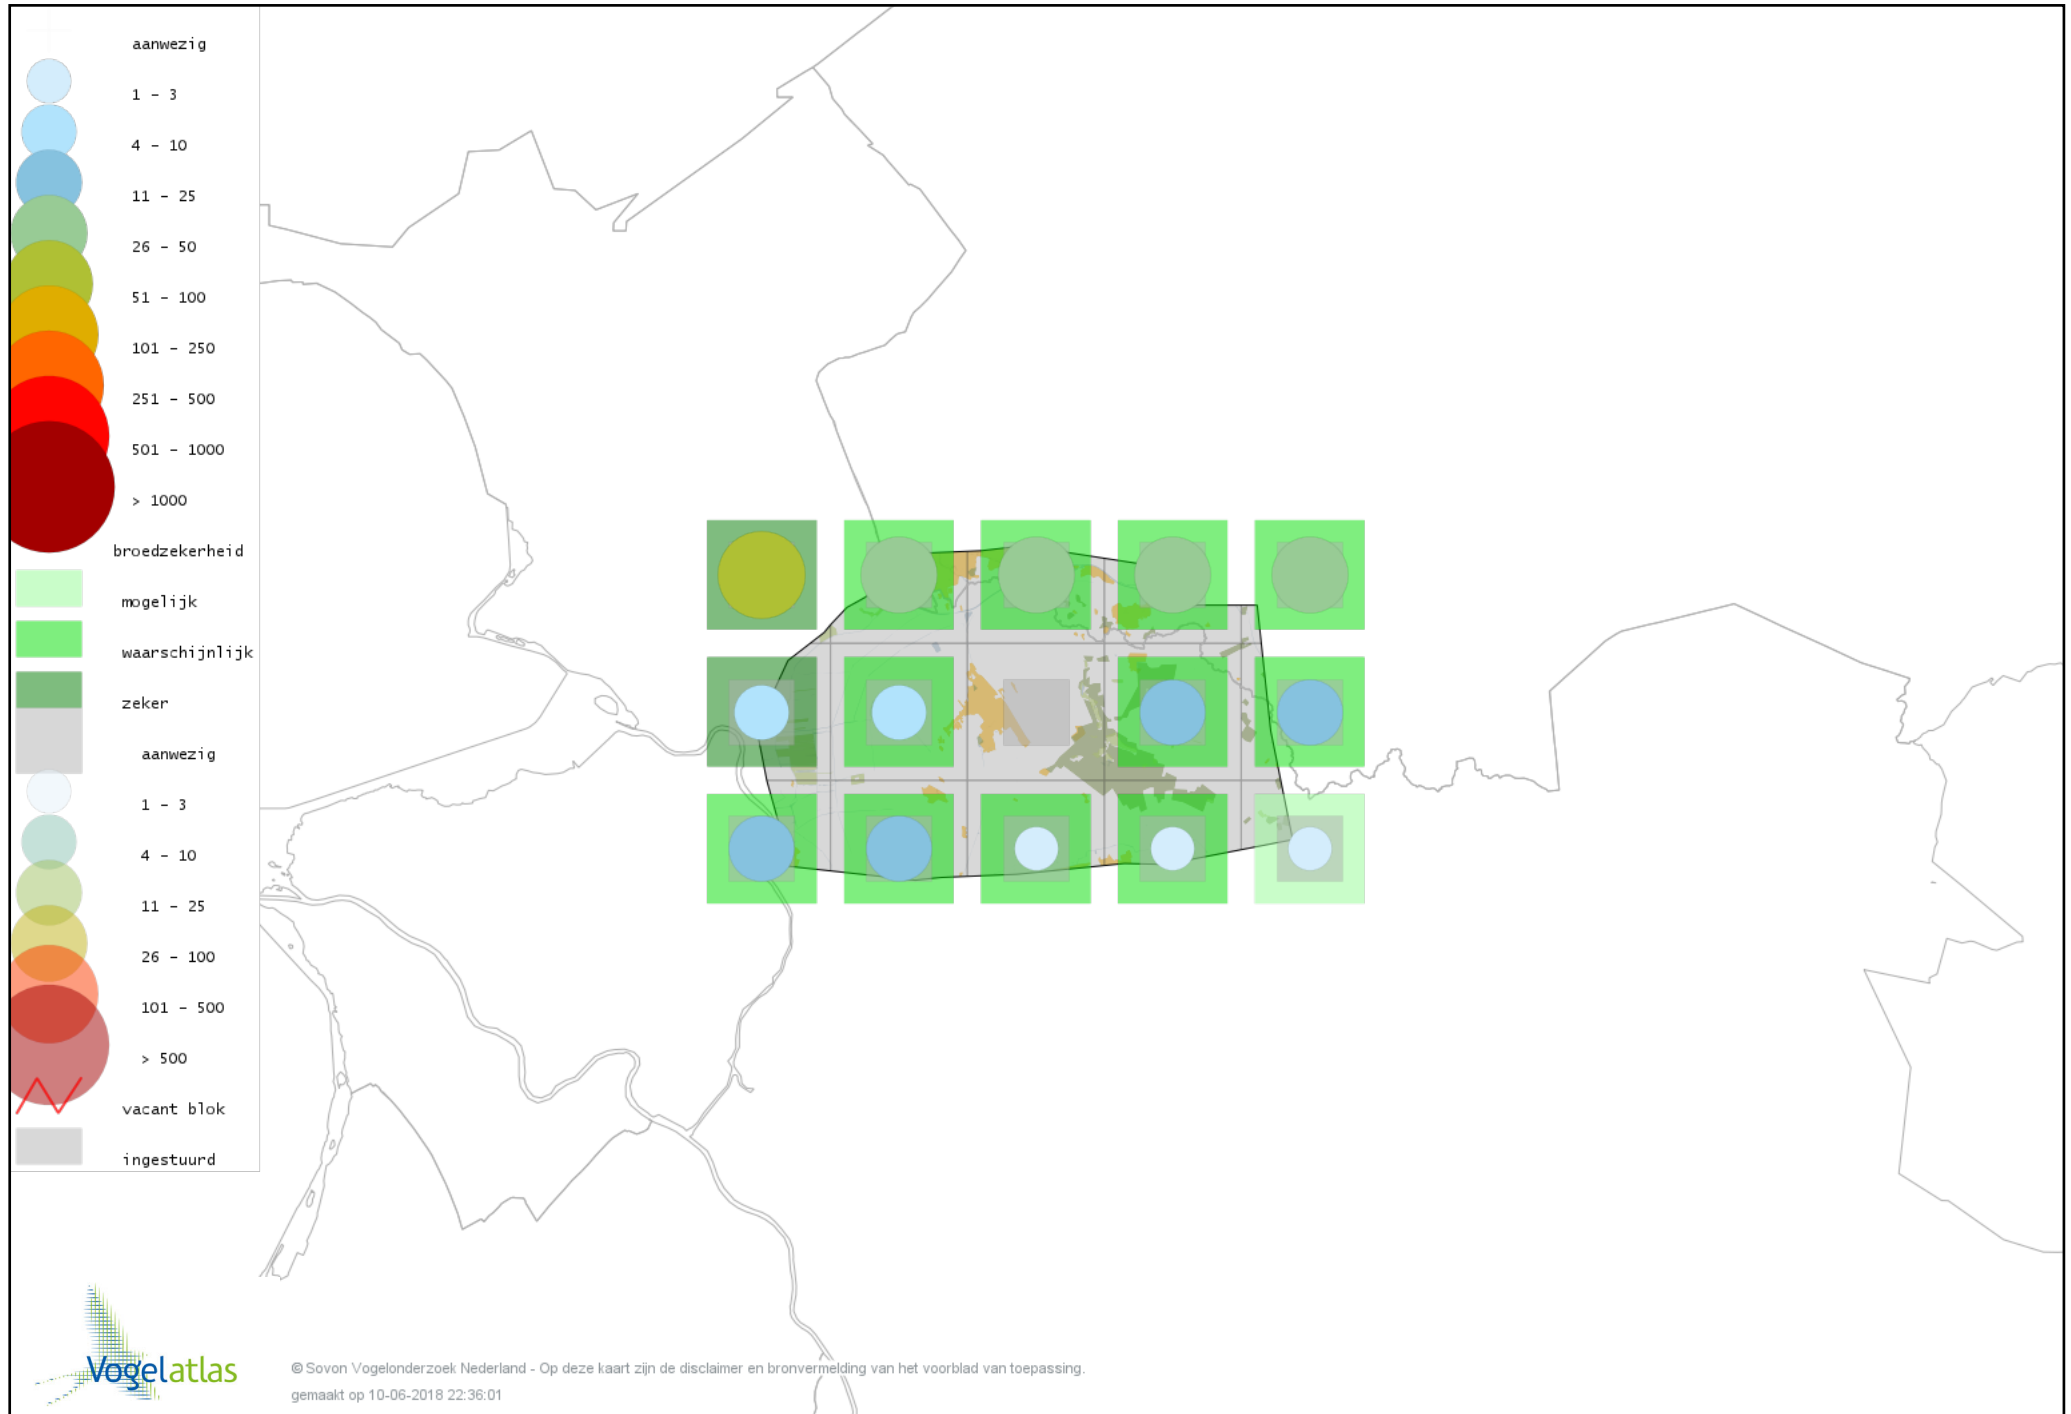 aanwezig
1 - 3
4 - 10
11 - 25
26 - 50
51 - 100
101 - 250
251 - 500
501 - 1000
> 1000
broedzekerheid
mogelijk
waarschijnlijk
zeker
aanwezig
1 - 3
4 - 10
11 - 25
26 - 100
101 - 500
> 500
vacant blok
ingestuurd
Vogelatlas
© Sovon Vogelonderzoek Nederland - Op deze kaart zijn de disclaimer en bronvermelding van het voorblad van toepassing.
gemaakt op 10-06-2018 22:36:01